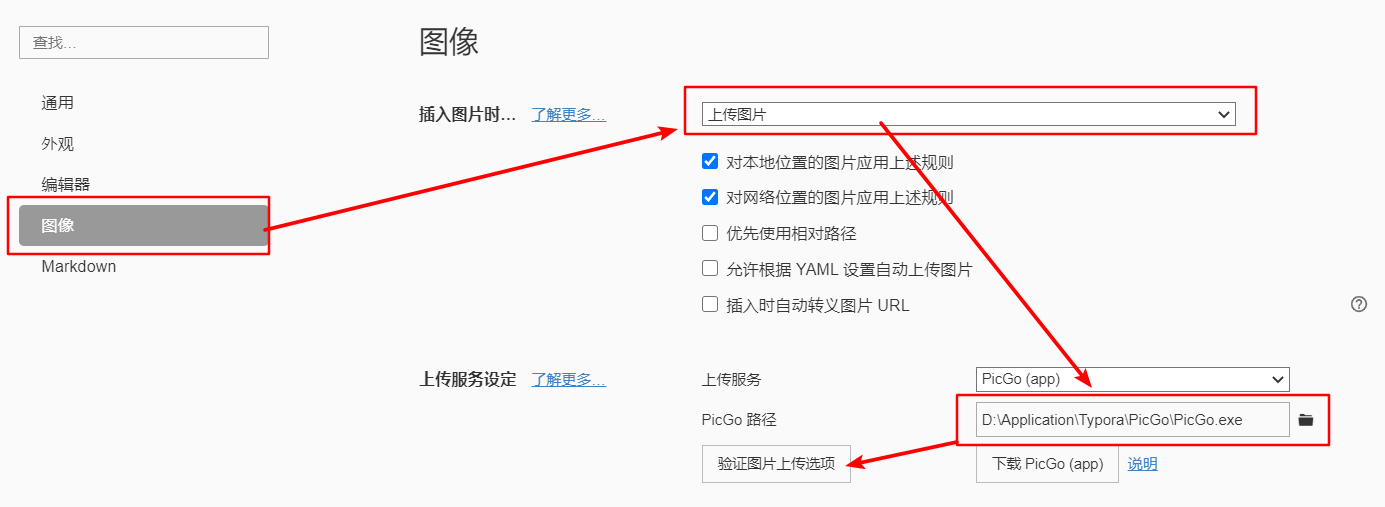 查找...
通用
外观
编辑器
图像
Markdown
图像
插入图片时... 了解更多...
上传图片
对本地位置的图片应用上述规则
对网络位置的图片应用上述规则
优先使用相对路径
允许根据 YAML 设置自动上传图片
插入时自动转义图片 URL
上传服务设定 了解更多...
上传服务 PicGo (app)
PicGo 路径 D:\Application\Typora\PicGo\PicGo.exe
验证图片上传选项 下载 PicGo (app) 说明